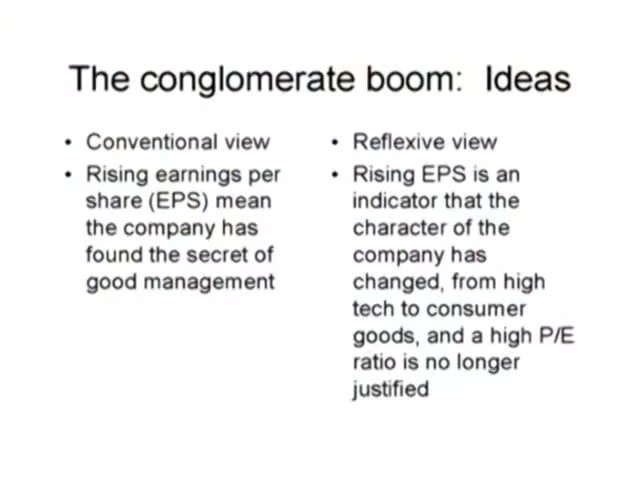 The conglomerate boom:  Ideas
• Conventional view
• Rising earnings per
share (EPS) mean
the company has
found the secret of
good management
• Reflexive view
• Rising EPS is an
indicator that the
character of the
company has
changed, from high
tech to consumer
goods, and a high P/E
ratio is no longer
justified